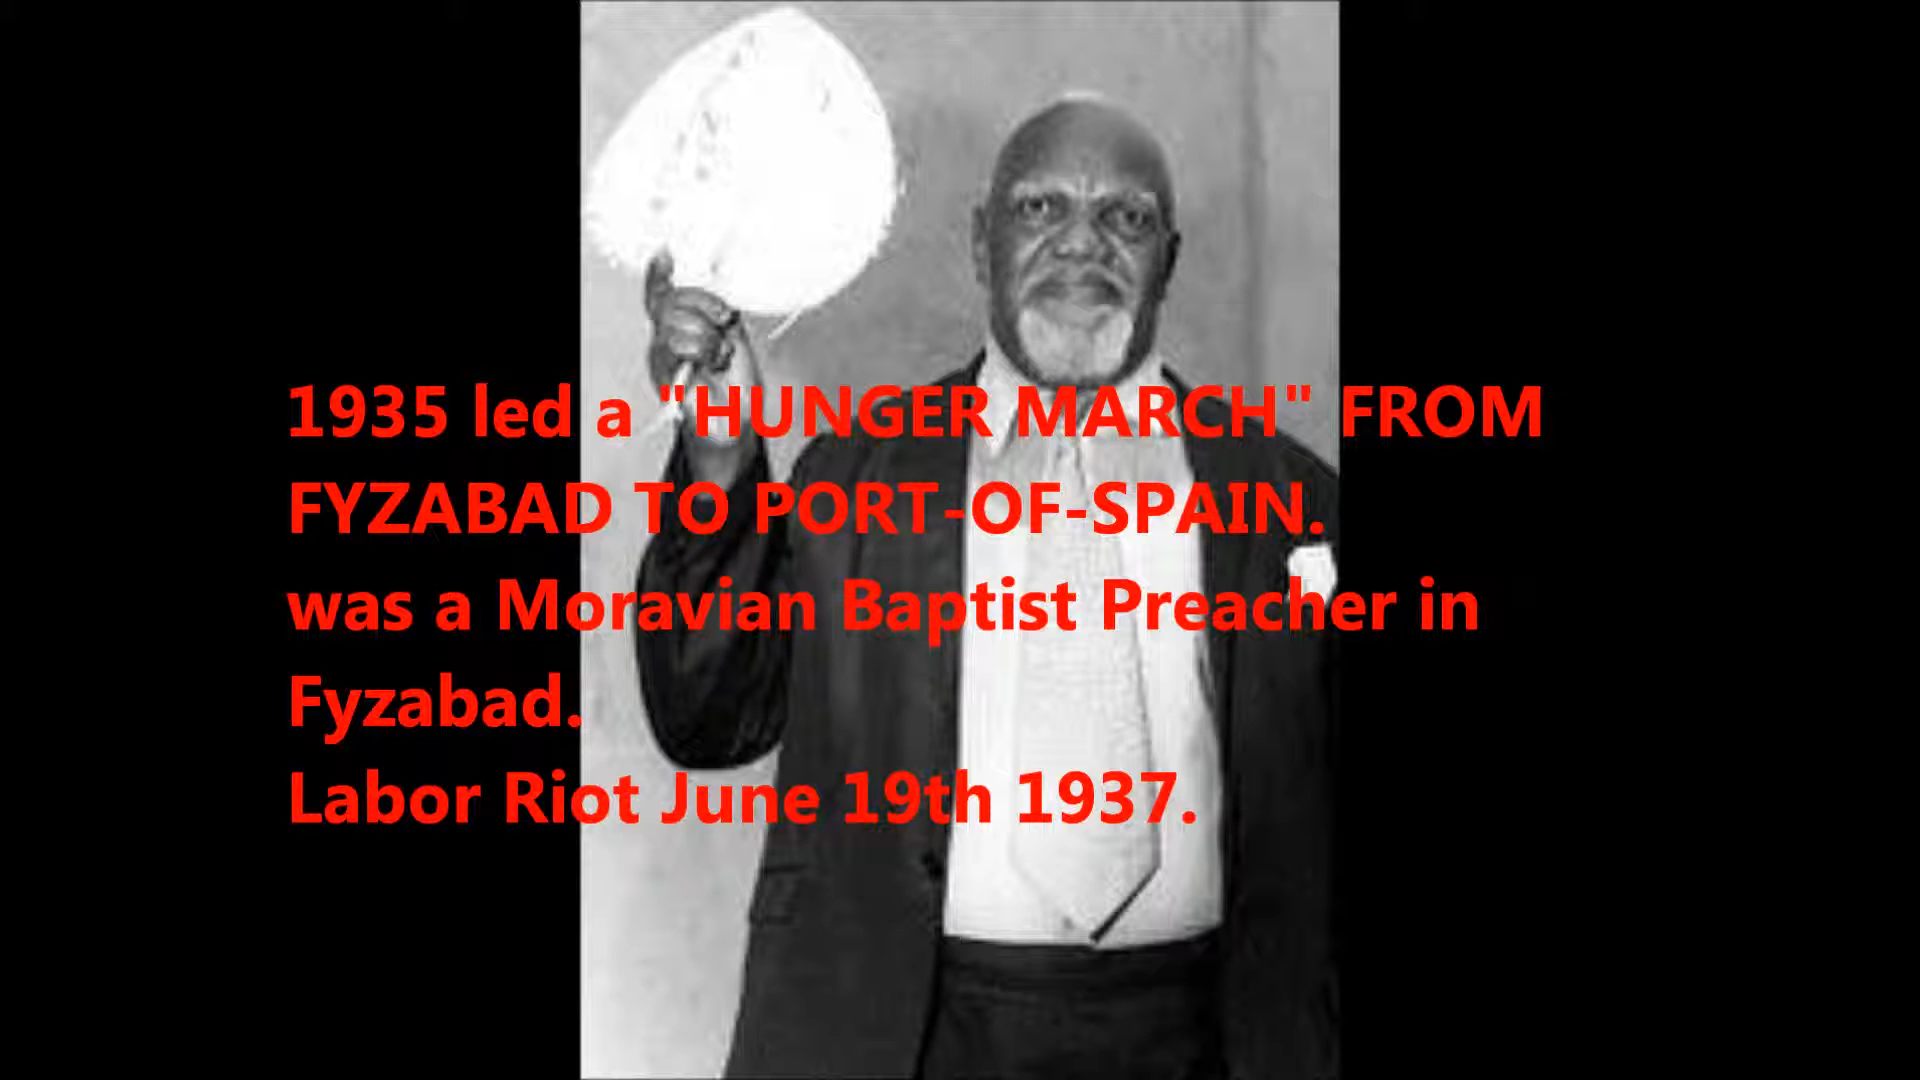 1935 led a "HUNGER MARCH" FROM
FYZABAD TO PORT-OF-SPAIN.
was a Moravian Baptist Preacher in
Fyzabad.
Labor Riot June 19th 1937.